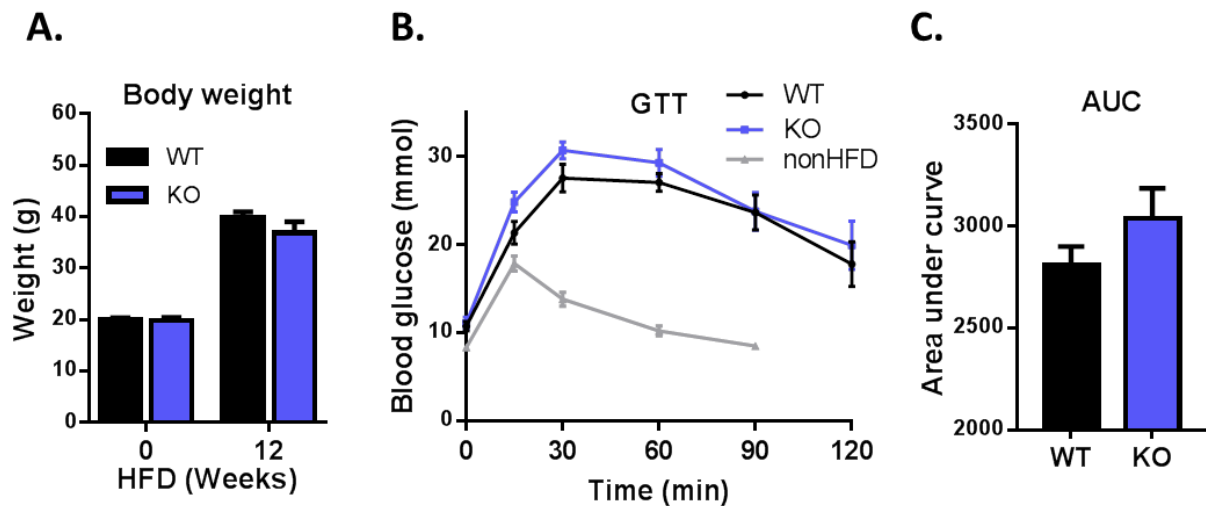 A.
Body weight
WT
KO
Weight (g)
60
50
40
30
20
10
0
0 12
HFD (Weeks)
B.
GTT
WT
KO
nonHFD
Blood glucose (mmol)
30
20
10
0
0 30 60 90 120
Time (min)
C.
AUC
Area under curve
3500
3000
2500
2000
WT KO